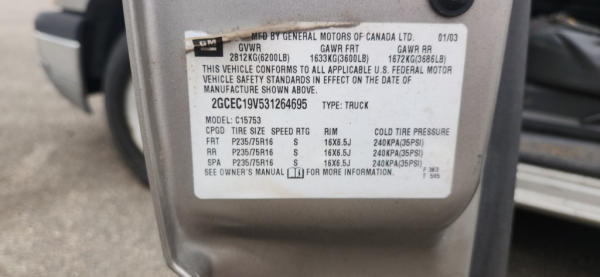 GM MFD BY GENERAL MOTORS OF CANADA LTD. 01/03
GVWR GAWR FRT GAWR RR
2812KG(6200LB) 1633KG(3600LB) 1672KG(3686LB)
THIS VEHICLE CONFORMS TO ALL APPLICABLE U.S. FEDERAL MOTOR
VEHICLE SAFETY STANDARDS IN EFFECT ON THE DATE OF
MANUFACTURE SHOWN ABOVE.
2GCEC19V531264695 TYPE: TRUCK
MODEL: C15753
CPGD TIRE SIZE SPEED RTG RIM COLD TIRE PRESSURE
FRT P235/75R16 S 16X6.5J 240KPA(35PSI)
RR P235/75R16 S 16X6.5J 240KPA(35PSI)
SPA P235/75R16 S 16X6.5J 240KPA(35PSI)
SEE OWNER'S MANUAL FOR MORE INFORMATION.